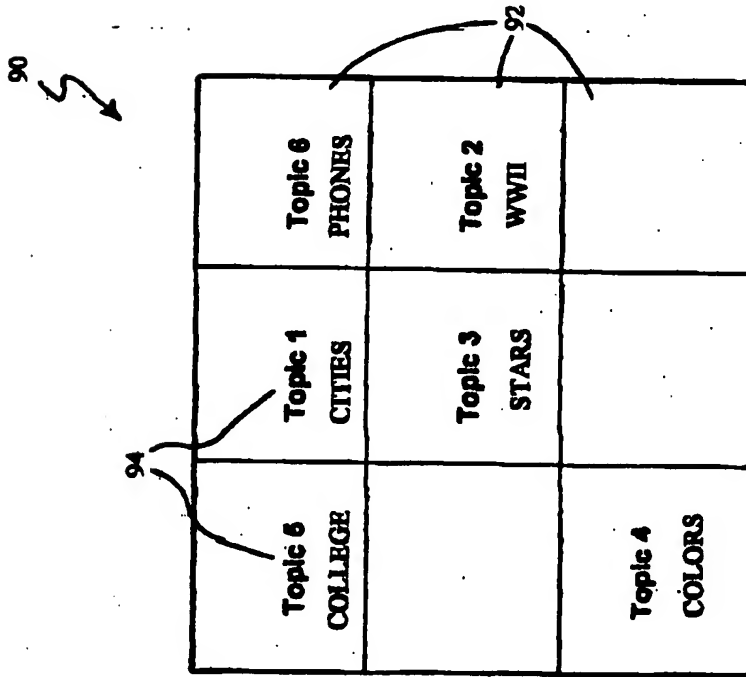 90
94
Topic 5
COLLEGE
Topic 1
CITIES
Topic 6
PHONES
Topic 3
STARS
Topic 2
WWII
92
Topic 4
COLORS